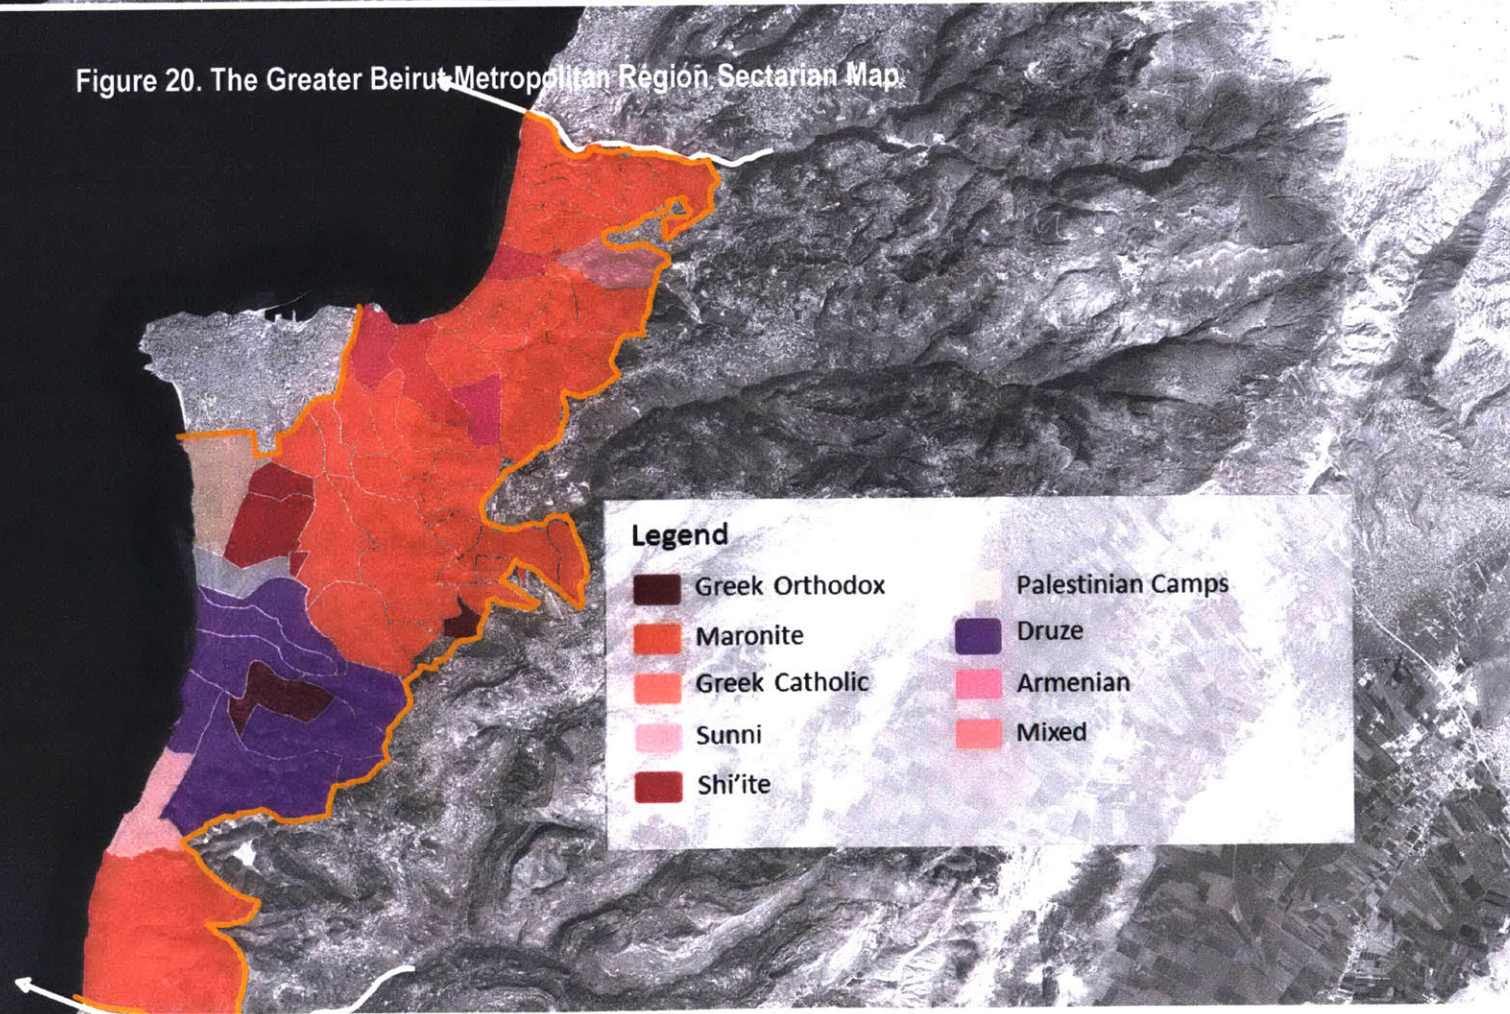 Figure 20. The Greater Beirut Metropolitan Region Sectarian Map.
Legend
Greek Orthodox
Maronite
Greek Catholic
Sunni
Shi'ite
Palestinian Camps
Druze
Armenian
Mixed